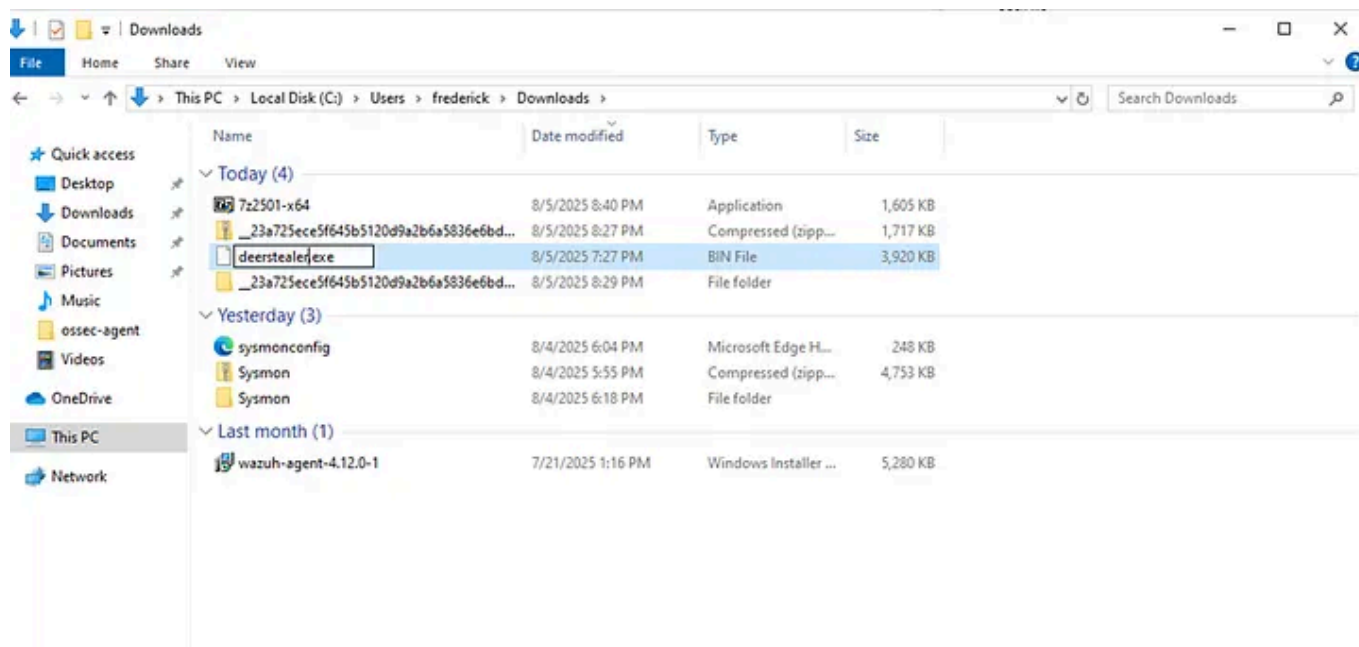 Downloads
File Home Share View
This PC > Local Disk (C:) > Users > frederick > Downloads >
Search Downloads
Name Date modified Type Size
Quick access
Desktop
Downloads
Documents
Pictures
Music
ossec-agent
Videos
OneDrive
This PC
Network
Today (4)
7z2501-x64 8/5/2025 8:40 PM Application 1,605 KB
__23a725ece5f645b5120d9a2b6a5836e6bd... 8/5/2025 8:27 PM Compressed (zipp... 1,717 KB
deerstealer.exe 8/5/2025 7:27 PM BIN File 3,920 KB
__23a725ece5f645b5120d9a2b6a5836e6bd... 8/5/2025 8:29 PM File folder
Yesterday (3)
sysmonconfig 8/4/2025 6:04 PM Microsoft Edge H... 248 KB
Sysmon 8/4/2025 5:55 PM Compressed (zipp... 4,753 KB
Sysmon 8/4/2025 6:18 PM File folder
Last month (1)
wazuh-agent-4.12.0-1 7/21/2025 1:16 PM Windows Installer ... 5,280 KB